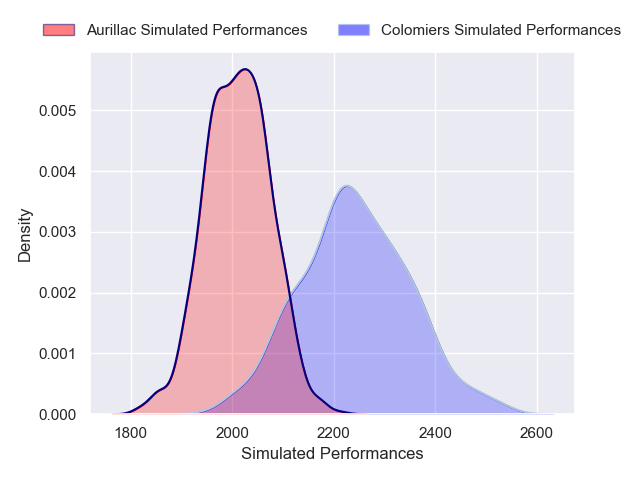 Aurillac Simulated Performances
Colomiers Simulated Performances
0.005
0.004
0.003
0.002
0.001
0.000
Density
1800
2000
2200
2400
2600
Simulated Performances